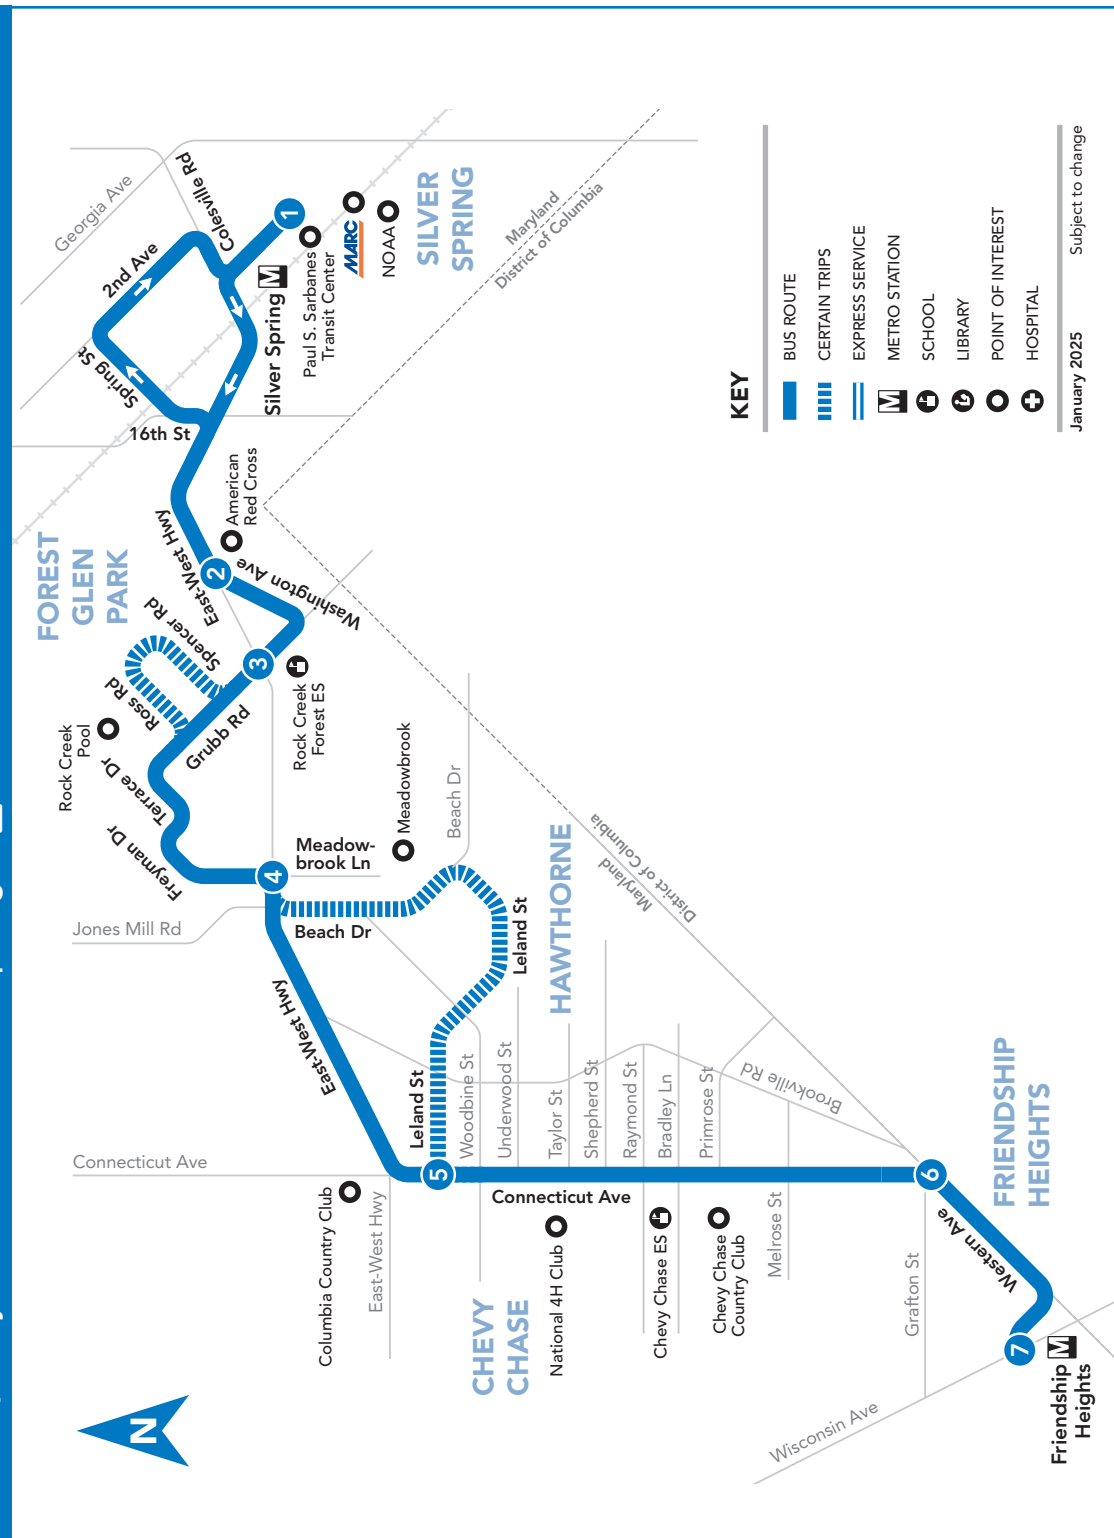 Georgia Ave
Colesville Rd
2nd Ave
Spring St
16th St
1
Silver Spring
M
Paul S. Sarbanes
Transit Center
MARC
NOAA
SILVER
SPRING
Maryland
District of Columbia
FOREST
GLEN
PARK
East-West Hwy
American
Red Cross
2
Washington Ave
Spencer Rd
Ross Rd
3
Rock Creek
Forest ES
Grubb Rd
Rock Creek
Pool
Terrace Dr
Freyman Dr
4
Meadow-
brook Ln
Meadowbrook
Beach Dr
Jones Mill Rd
Beach Dr
Leland St
HAWTHORNE
Maryland
District of Columbia
East-West Hwy
Leland St
Woodbine St
Underwood St
Taylor St
Shepherd St
Raymond St
Bradley Ln
Primrose St
Brookville Rd
Connecticut Ave
5
Connecticut Ave
6
Columbia Country Club
East-West Hwy
CHEVY
CHASE
National 4H Club
Chevy Chase ES
Chevy Chase
Country Club
Melrose St
Grafton St
Western Ave
FRIENDSHIP
HEIGHTS
7
Friendship
Heights
M
Wisconsin Ave
N
KEY
BUS ROUTE
CERTAIN TRIPS
EXPRESS SERVICE
M METRO STATION
SCHOOL
LIBRARY
POINT OF INTEREST
HOSPITAL
January 2025
Subject to change